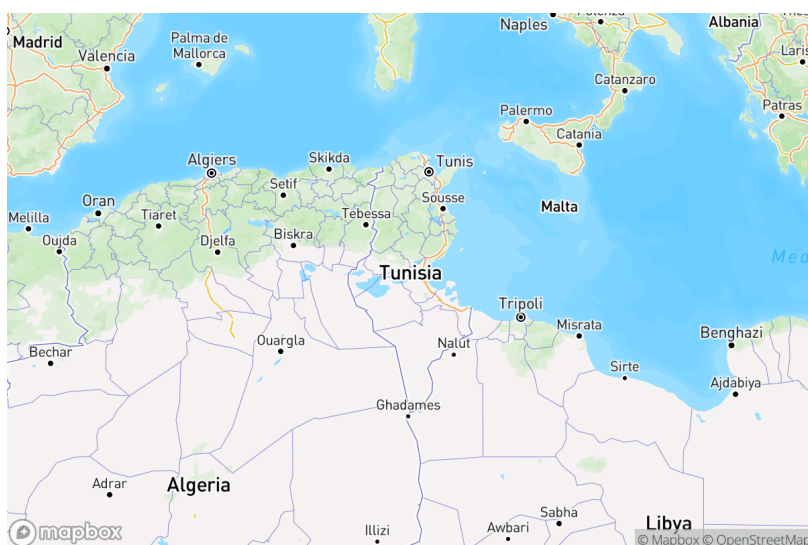 Naples
Potenza
Albania
Madrid
Palma de
Mallorca
Valencia
Catanzaro
Patras
Palermo
Catania
Algiers
Skikda
Tunis
Setif
Sousse
Oran
Tiaret
Tebessa
Malta
Melilla
Oujda
Djelfa
Biskra
Tunisia
Tripoli
Misrata
Benghazi
Ouargla
Nalut
Bechar
Sirte
Ajdabiya
Ghadames
Adrar
Algeria
Illizi
Awbari
Sabha
Libya
mapbox
© Mapbox © OpenStreetMap